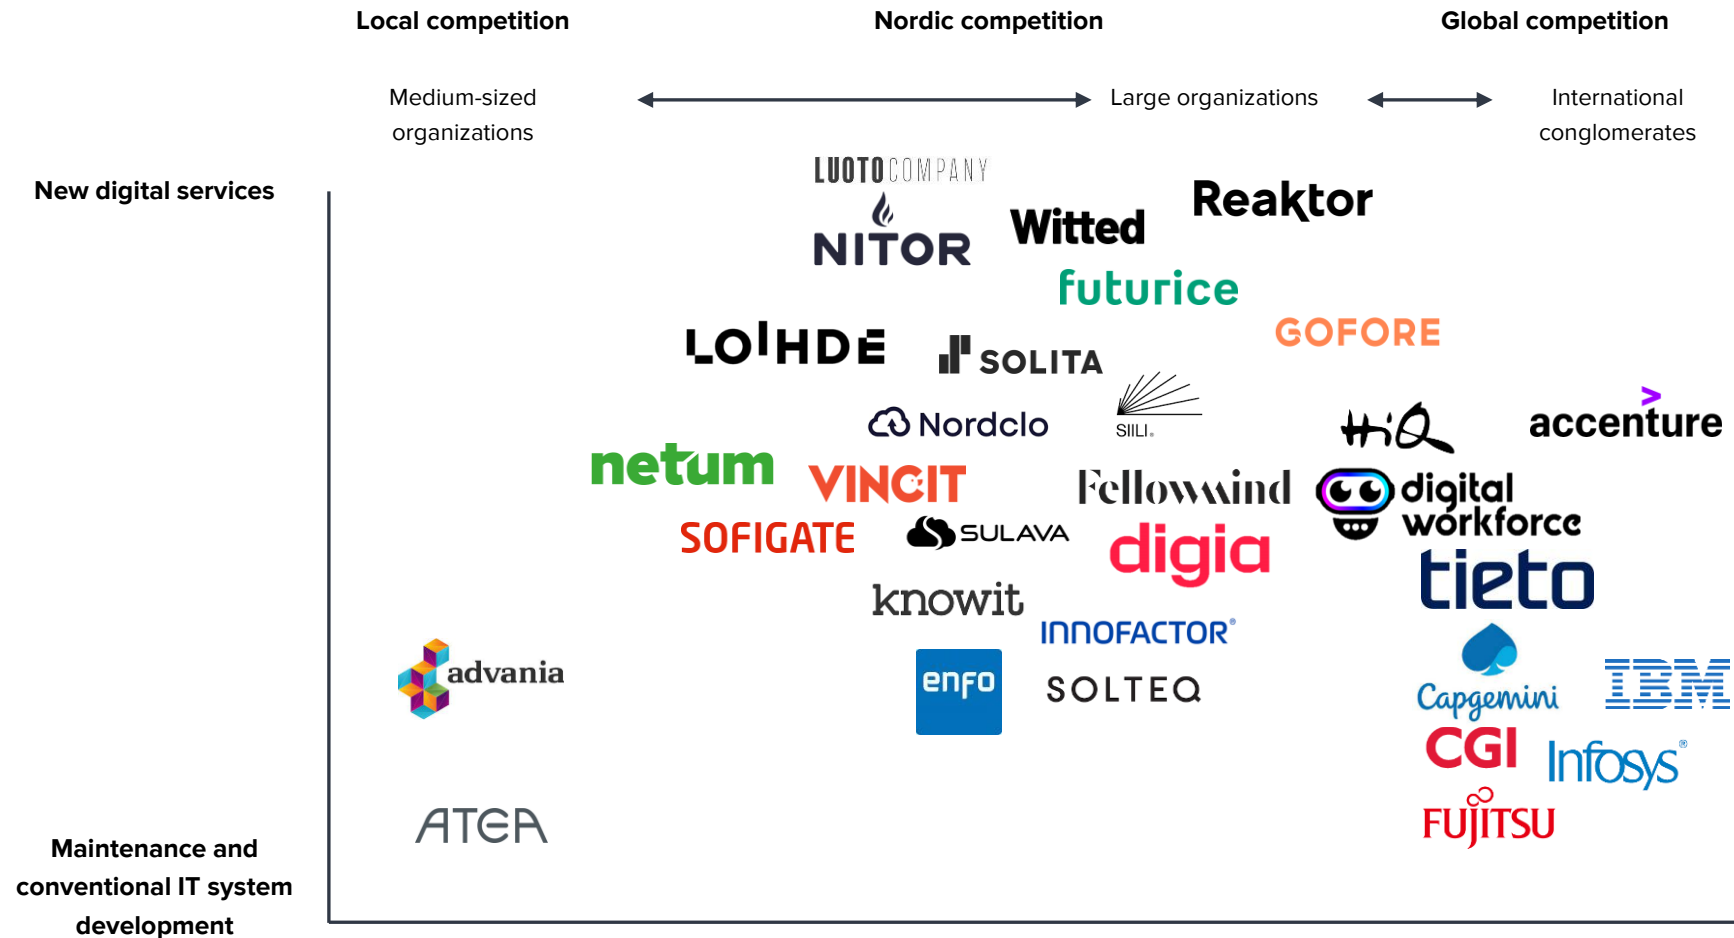 Local competition
Nordic competition
Global competition
Medium-sized
organizations
Large organizations
International
conglomerates
New digital services
LUOTO COMPANY
NITOR
Witted
Reaktor
futurice
GOFORE
LOIHDE
SOLITA
SIILI®
Nordclo
HiQ
accenture
netum
VINCIT
Fellowmind
digital
workforce
SOFIGATE
SULAVA
digia
tieto
knowit
INNOFACTOR®
advania
enfo
SOLTEQ
Capgemini
IBM
CGI
Infosys®
ATEA
FUJITSU
Maintenance and
conventional IT system
development